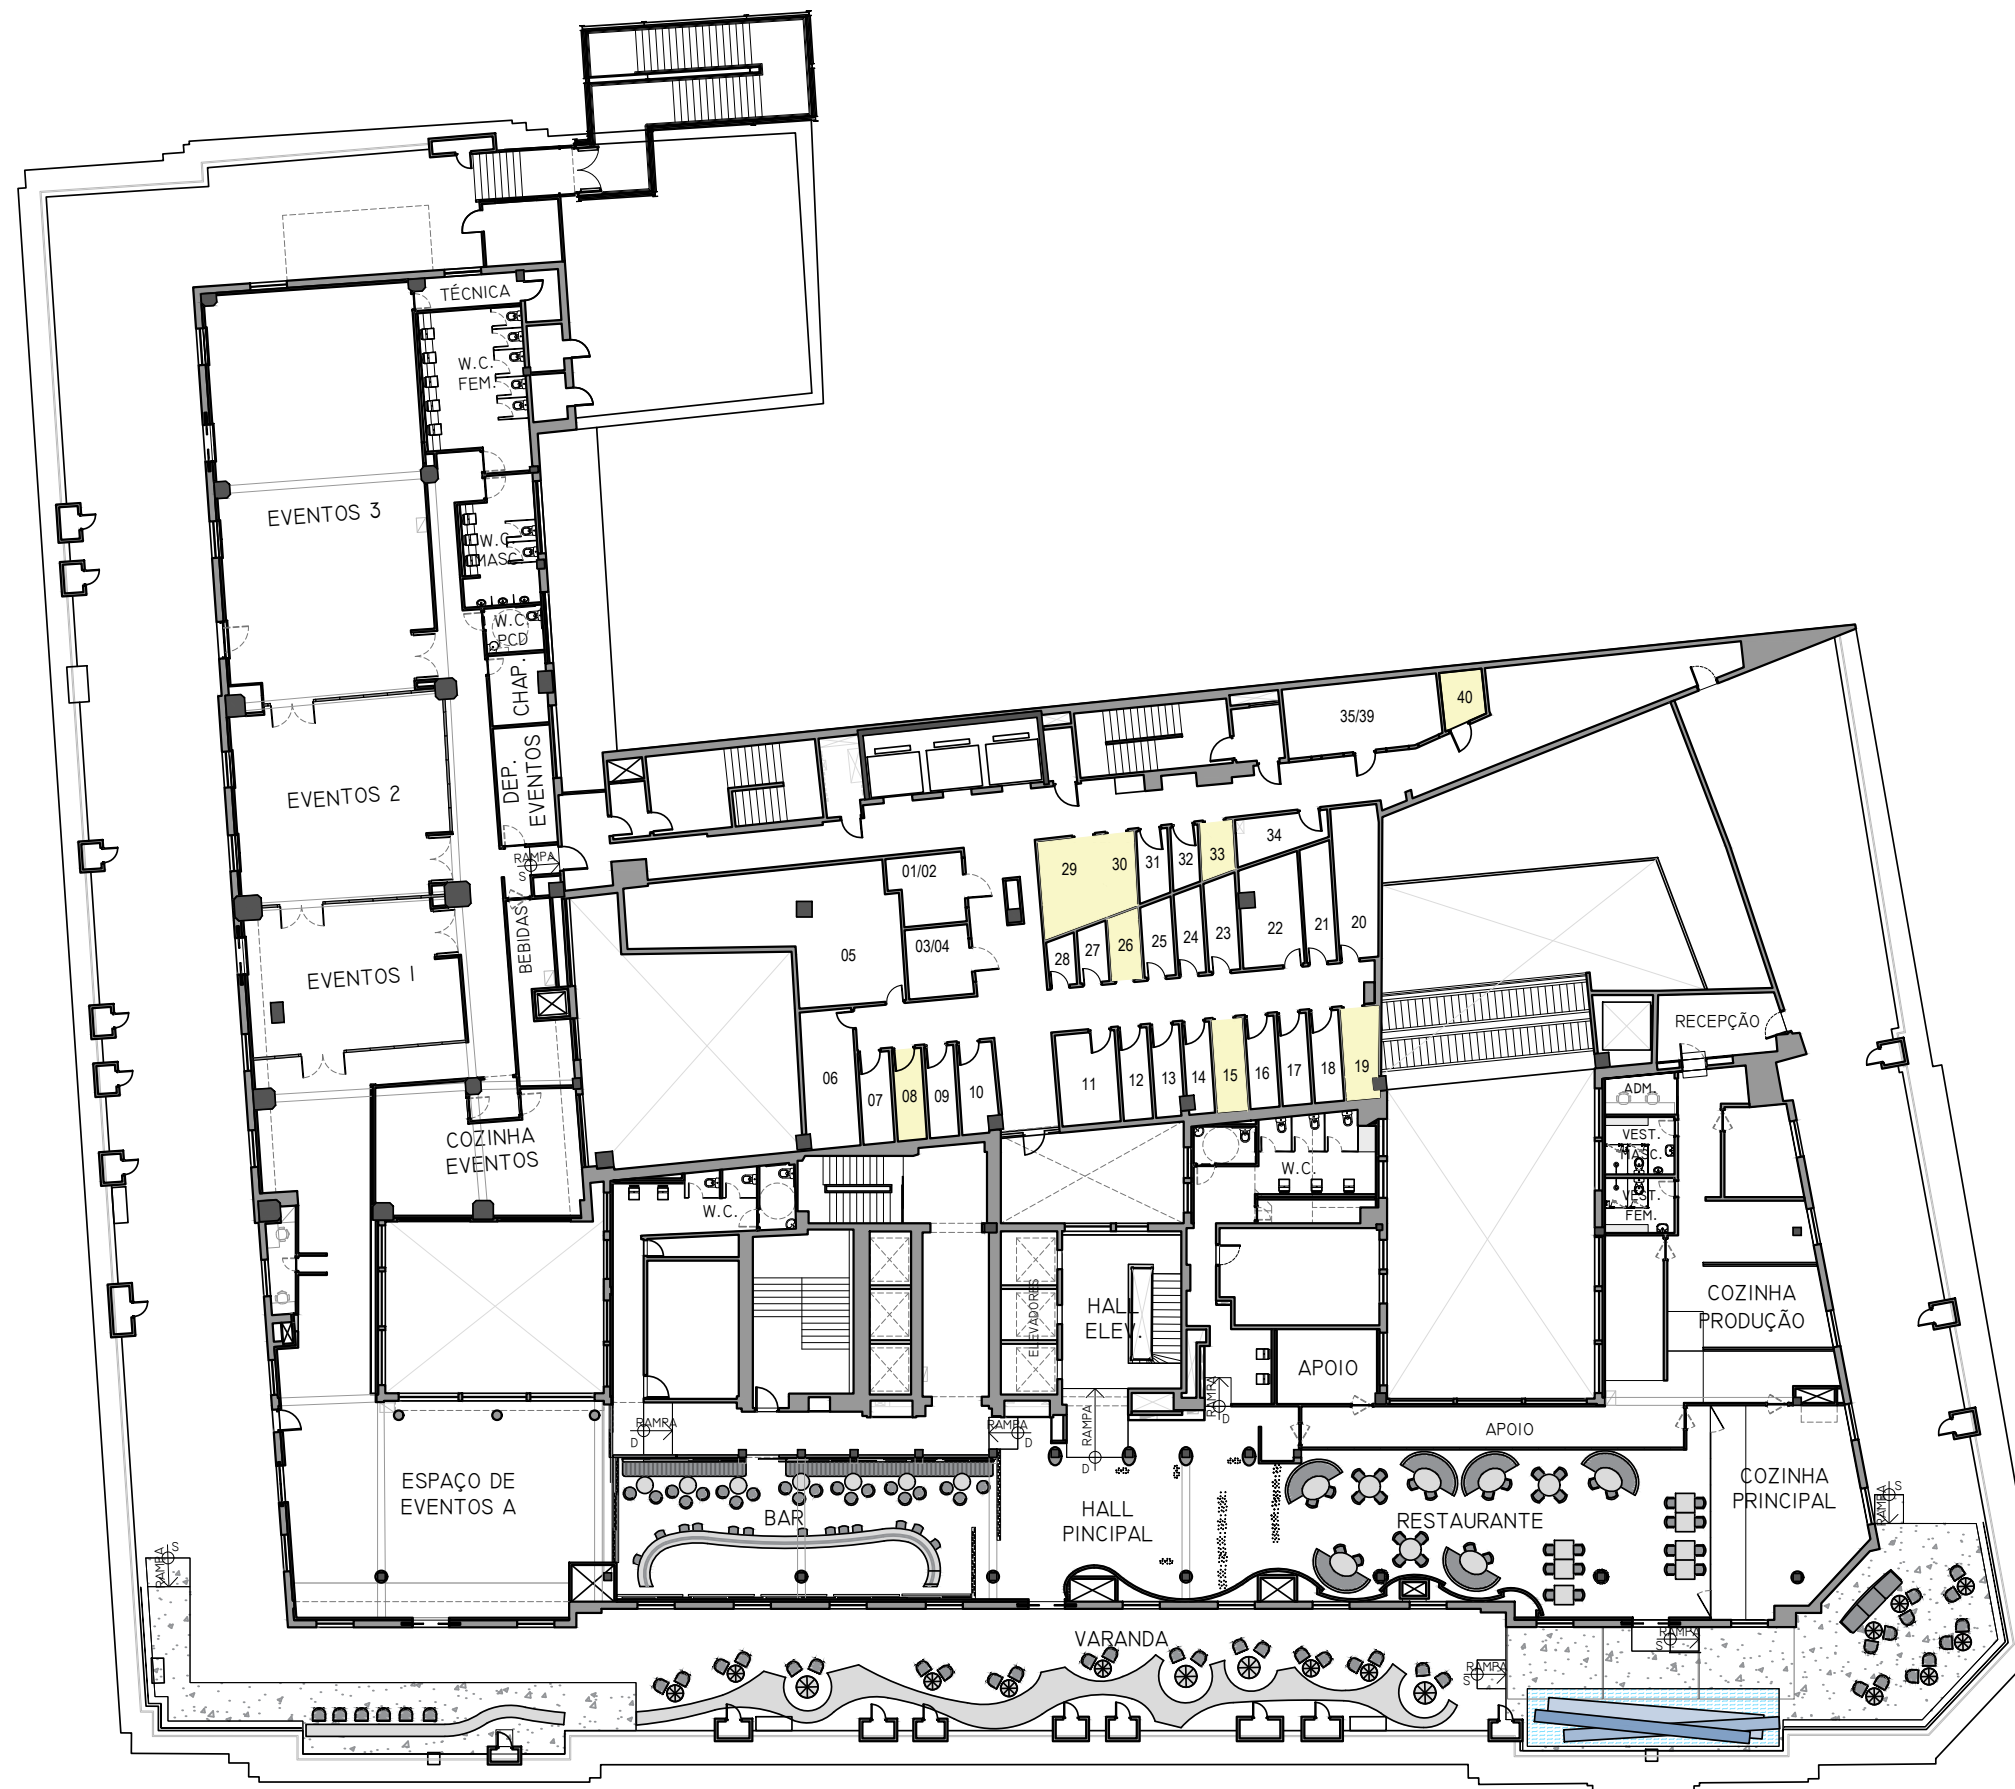 TÉCNICA
W.C.
FEM.
EVENTOS 3
W.C.
MASC.
W.C.
PCD
CHAP.
DEP.
EVENTOS
EVENTOS 2
RAMPA
S
BEBIDAS
EVENTOS 1
COZINHA
EVENTOS
40
35/39
34
33
32
31
30
29
01/02
03/04
05
28
27
26
25
24
23
22
21
20
06
07
08
09
10
11
12
13
14
15
16
17
18
19
RECEPÇÃO
ADM.
VEST.
MASC.
VEST.
FEM.
W.C.
W.C.
ELEVADORES
HALL
ELEV.
APOIO
COZINHA
PRODUÇÃO
RAMPA
D
RAMPA
D
RAMPA
D
RAMPA
D
APOIO
ESPAÇO DE
EVENTOS A
BAR
HALL
PINCIPAL
RESTAURANTE
COZINHA
PRINCIPAL
RAMPA
S
RAMPA
S
VARANDA
RAMPA
S
RAMPA
S